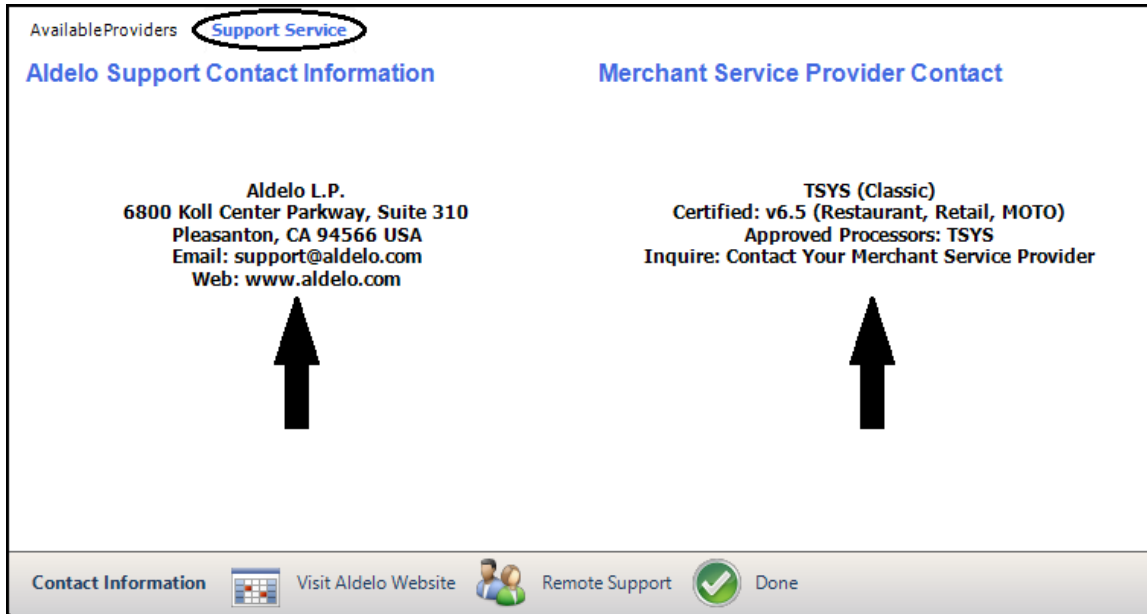 AvailableProviders Support Service
Aldelo Support Contact Information
Merchant Service Provider Contact
Aldelo L.P.
6800 Koll Center Parkway, Suite 310
Pleasanton, CA 94566 USA
Email: support@aldelo.com
Web: www.aldelo.com
TSYS (Classic)
Certified: v6.5 (Restaurant, Retail, MOTO)
Approved Processors: TSYS
Inquire: Contact Your Merchant Service Provider
Contact Information Visit Aldelo Website Remote Support Done